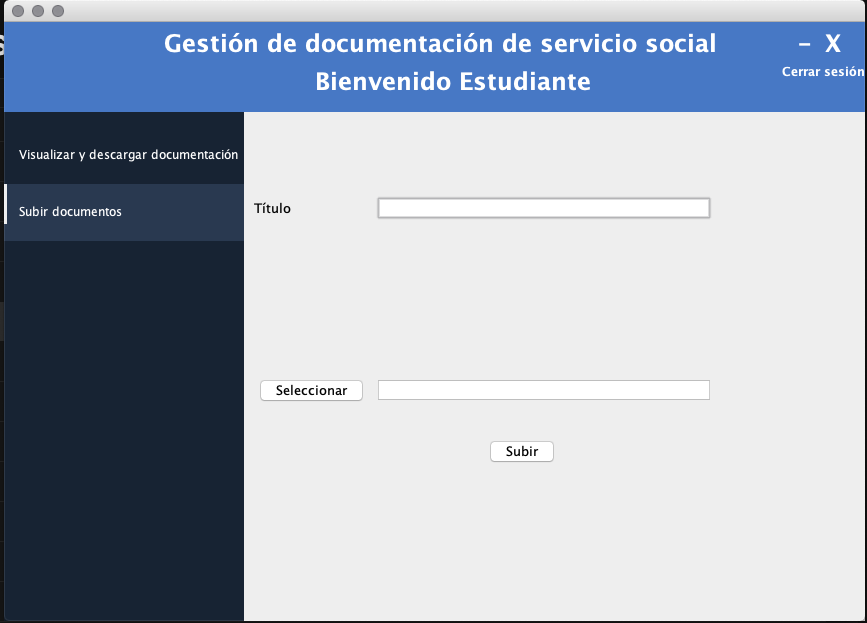 Gestión de documentación de servicio social
– X
Bienvenido Estudiante
Cerrar sesión
Visualizar y descargar documentación
Subir documentos
Título
Seleccionar
Subir